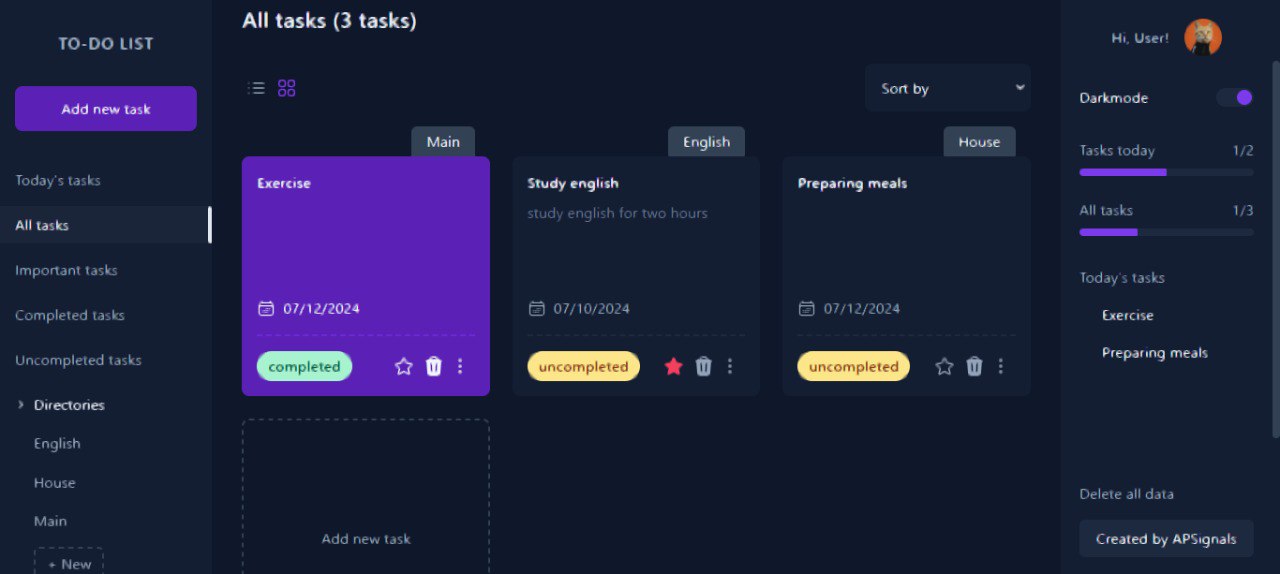 TO-DO LIST
Add new task
Today's tasks
All tasks
Important tasks
Completed tasks
Uncompleted tasks
Directories
English
House
Main
+ New
All tasks (3 tasks)
Sort by
Main
Exercise
07/12/2024
completed
English
Study english
study english for two hours
07/10/2024
uncompleted
House
Preparing meals
07/12/2024
uncompleted
Add new task
Hi, User!
Darkmode
Tasks today 1/2
All tasks 1/3
Today's tasks
Exercise
Preparing meals
Delete all data
Created by APSignals